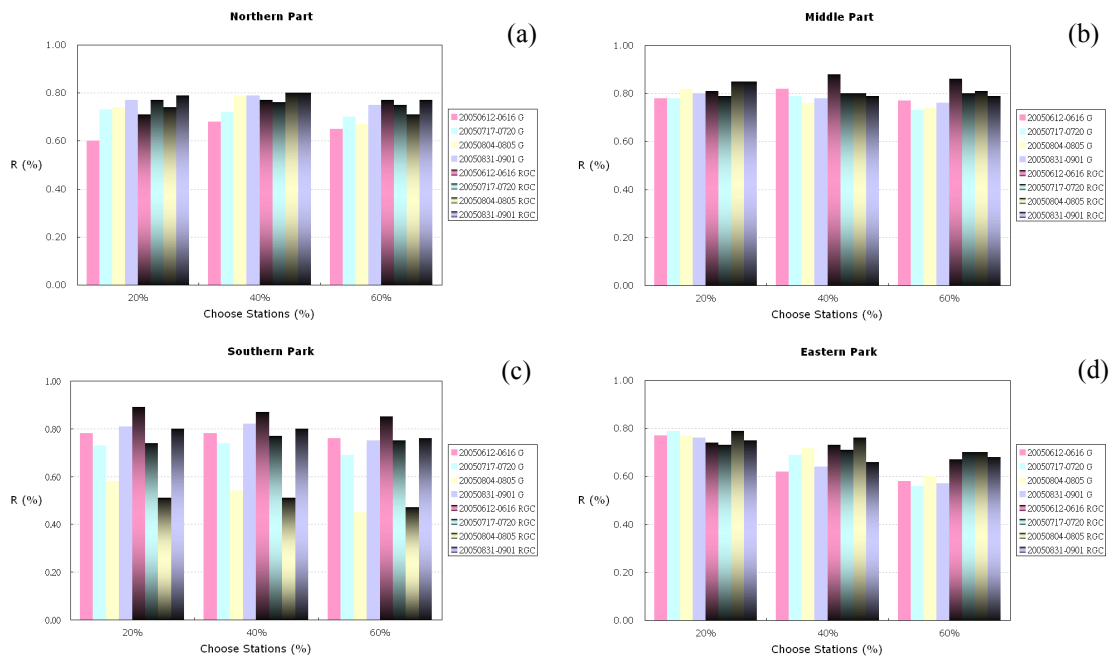 Northern Part
(a)
1.00
0.80
0.60
0.40
0.20
0.00
R (%)
20%
40%
60%
Choose Stations (%)
20050612-0616 G
20050717-0720 G
20050804-0805 G
20050831-0901 G
20050612-0616 RGC
20050717-0720 RGC
20050804-0805 RGC
20050831-0901 RGC
Middle Part
(b)
1.00
0.80
0.60
0.40
0.20
0.00
R (%)
20%
40%
60%
Choose Stations (%)
20050612-0616 G
20050717-0720 G
20050804-0805 G
20050831-0901 G
20050612-0616 RGC
20050717-0720 RGC
20050804-0805 RGC
20050831-0901 RGC
Southern Park
(c)
1.00
0.80
0.60
0.40
0.20
0.00
R (%)
20%
40%
60%
Choose Stations (%)
20050612-0616 G
20050717-0720 G
20050804-0805 G
20050831-0901 G
20050612-0616 RGC
20050717-0720 RGC
20050804-0805 RGC
20050831-0901 RGC
Eastern Park
(d)
1.00
0.80
0.60
0.40
0.20
0.00
R (%)
20%
40%
60%
Choose Stations (%)
20050612-0616 G
20050717-0720 G
20050804-0805 G
20050831-0901 G
20050612-0616 RGC
20050717-0720 RGC
20050804-0805 RGC
20050831-0901 RGC